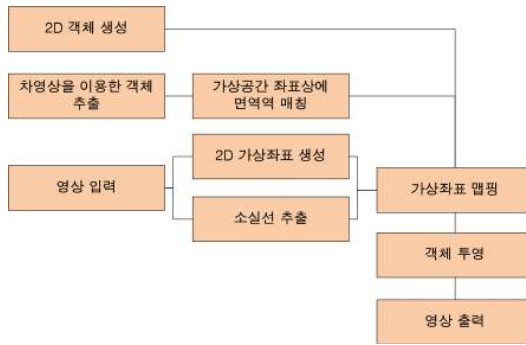 2D 객체 생성
차영상을 이용한 객체
추출
가상공간 좌표상에
면역역 매칭
2D 가상좌표 생성
영상 입력
가상좌표 맵핑
소실선 추출
객체 투영
영상 출력